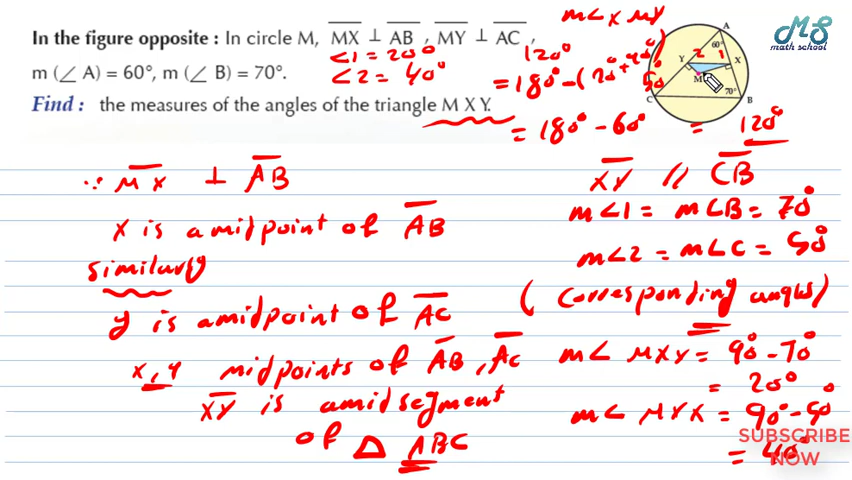 In the figure opposite : In circle M, MX ⊥ AB , MY ⊥ AC ,
m (∠ A) = 60°, m (∠ B) = 70°.
Find : the measures of the angles of the triangle M X Y.
<1 = 20°
<2 = 40°
m< X MY
120°
= 180° - (20° + 40°)
= 180° - 60° = 120°
A
60°
2 1
Y
X
M
70°
50°
C
B
MS
math school
∵ MX ⊥ AB
X is a midpoint of AB
similarly
y is a midpoint of AC
x, y midpoints of AB, AC
XY is a midsegment
of Δ ABC
XY // CB
m<1 = m<B = 70°
m<2 = m<C = 50°
(corresponding angles)
m< MXY = 90° - 70°
= 20°
m< MYX = 90° - 50°
= 40°
SUBSCRIBE
NOW